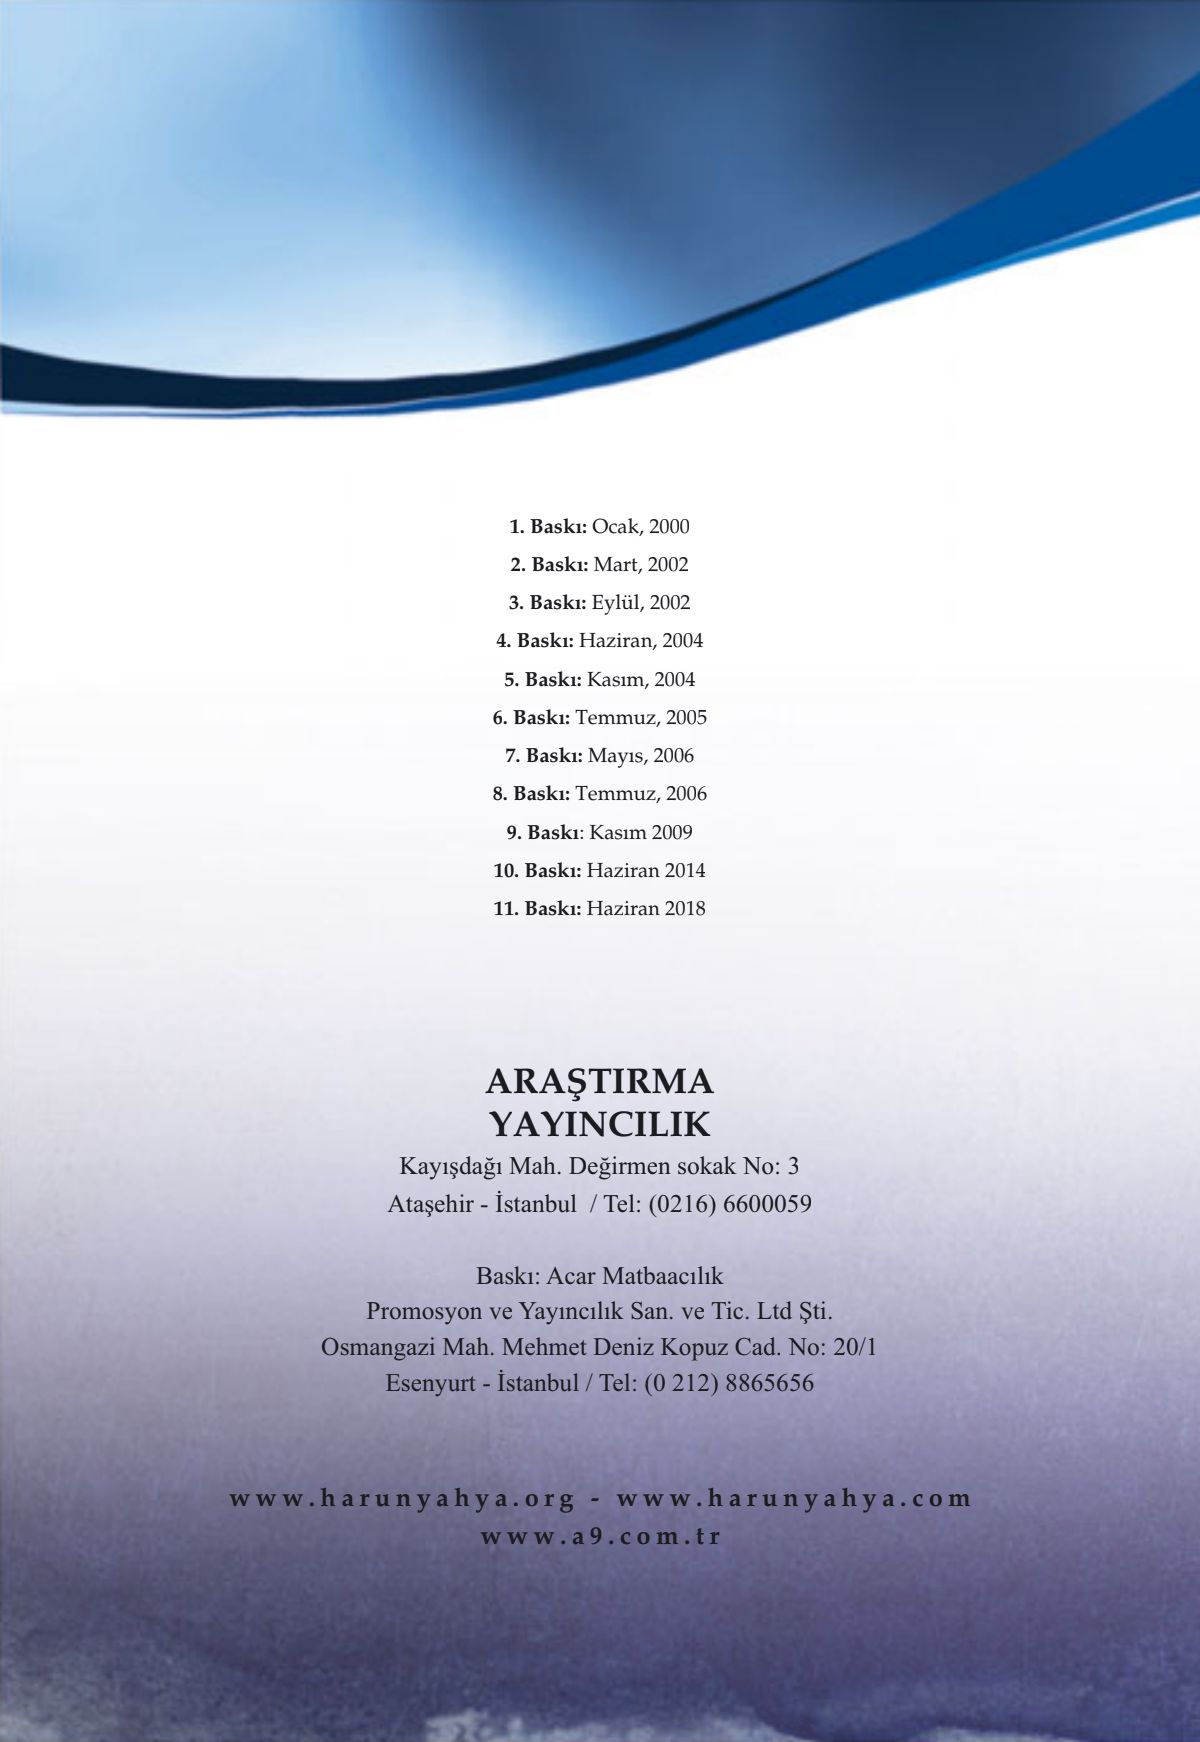 1. Baskı: Ocak, 2000
2. Baskı: Mart, 2002
3. Baskı: Eylül, 2002
4. Baskı: Haziran, 2004
5. Baskı: Kasım, 2004
6. Baskı: Temmuz, 2005
7. Baskı: Mayıs, 2006
8. Baskı: Temmuz, 2006
9. Baskı: Kasım 2009
10. Baskı: Haziran 2014
11. Baskı: Haziran 2018
ARAŞTIRMA
YAYINCILIK
Kayışdağı Mah. Değirmen sokak No: 3
Ataşehir - İstanbul / Tel: (0216) 6600059
Baskı: Acar Matbaacılık
Promosyon ve Yayıncılık San. ve Tic. Ltd Şti.
Osmangazi Mah. Mehmet Deniz Kopuz Cad. No: 20/1
Esenyurt - İstanbul / Tel: (0 212) 8865656
www.harunyahya.org - www.harunyahya.com
www.a9.com.tr